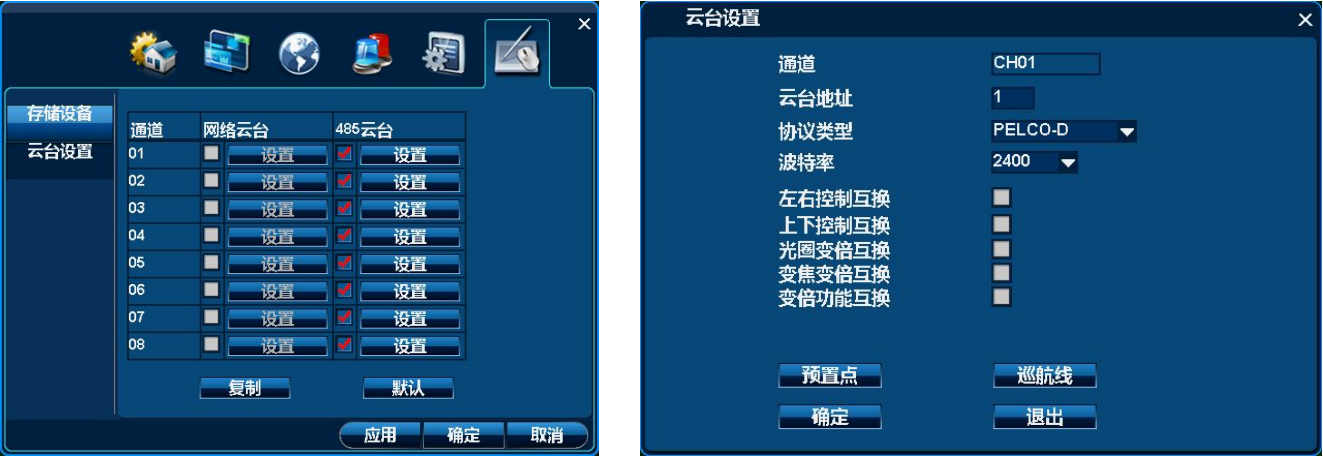 存储设备
云台设置
通道 网络云台 485云台
01 设置 设置
02 设置 设置
03 设置 设置
04 设置 设置
05 设置 设置
06 设置 设置
07 设置 设置
08 设置 设置
复制 默认
应用 确定 取消
云台设置
通道 CH01
云台地址 1
协议类型 PELCO-D
波特率 2400
左右控制互换
上下控制互换
光圈变倍互换
变焦变倍互换
变倍功能互换
预置点 巡航线
确定 退出